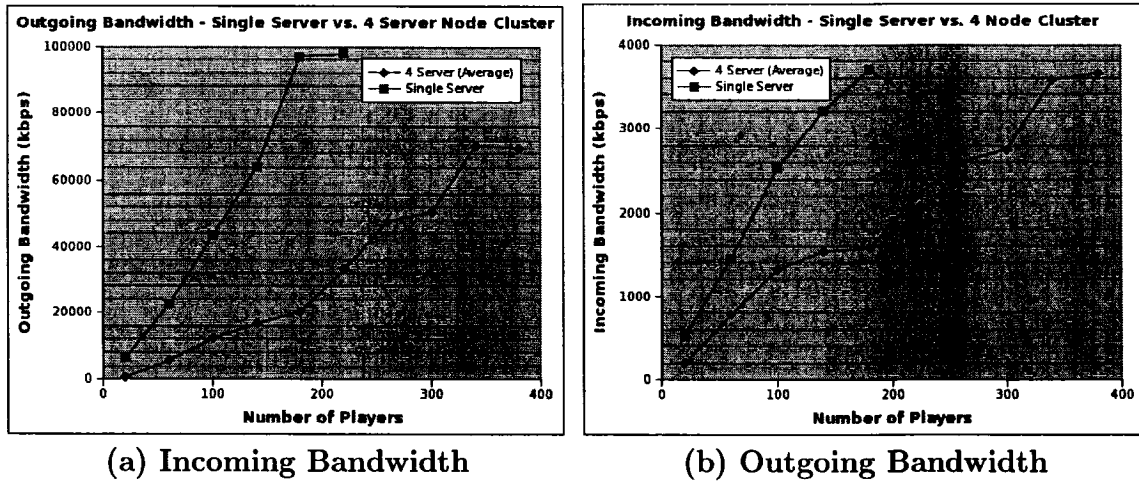 Outgoing Bandwidth - Single Server vs. 4 Server Node Cluster
100000
80000
60000
40000
20000
0
0 100 200 300 400
Outgoing Bandwidth (kbps)
Number of Players
4 Server (Average)
Single Server
(a) Incoming Bandwidth
Incoming Bandwidth - Single Server vs. 4 Node Cluster
4000
3000
2000
1000
0
0 100 200 300 400
Incoming Bandwidth (kbps)
Number of Players
4 Server (Average)
Single Server
(b) Outgoing Bandwidth